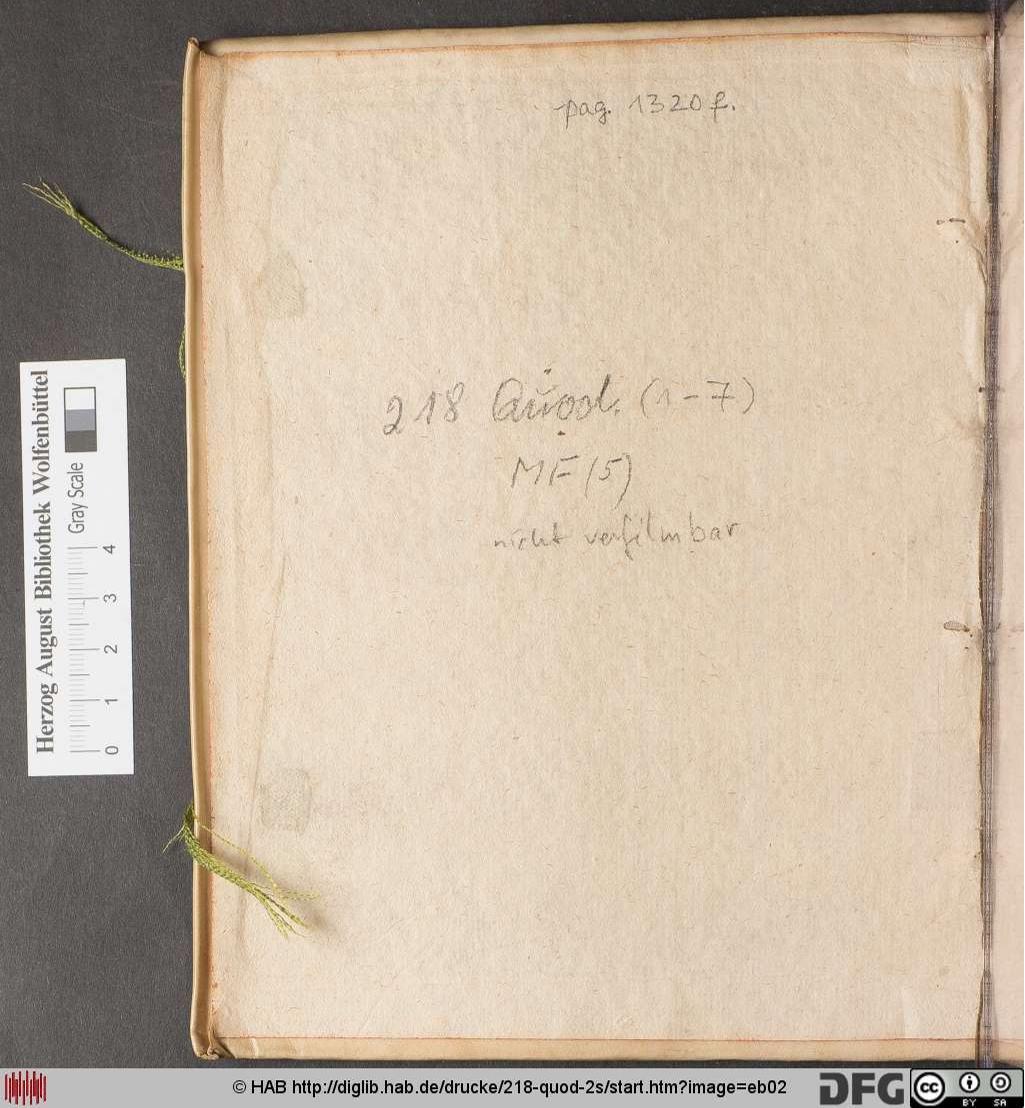 pag. 1320 f.
218 Quod. (1-7)
MF (5)
nicht verfilmbar
Herzog August Bibliothek Wolfenbüttel
Gray Scale
0 1 2 3 4
© HAB http://diglib.hab.de/drucke/218-quod-2s/start.htm?image=eb02
DFG
cc BY SA